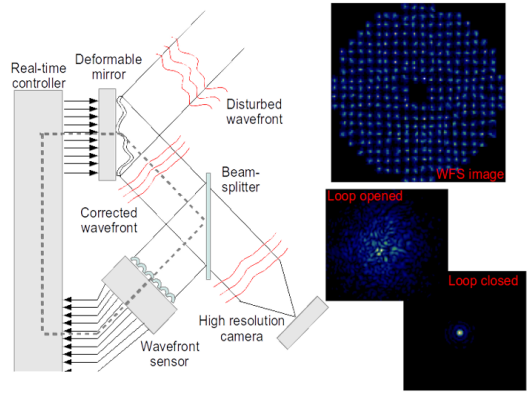 Real-time
controller
Deformable
mirror
Disturbed
wavefront
Beam-
splitter
Corrected
wavefront
Wavefront
sensor
High resolution
camera
WFS image
Loop opened
Loop closed